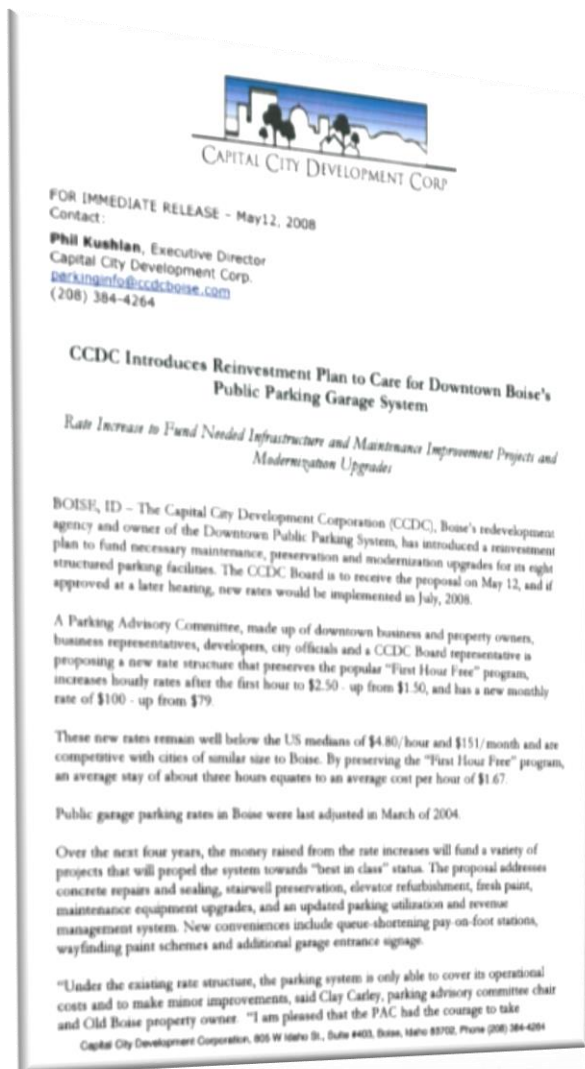 CAPITAL CITY DEVELOPMENT CORP
FOR IMMEDIATE RELEASE - May12, 2008
Contact:
Phil Kushlan, Executive Director
Capital City Development Corp.
parkinginfo@ccdcboise.com
(208) 384-4264
CCDC Introduces Reinvestment Plan to Care for Downtown Boise's
Public Parking Garage System
Rate Increase to Fund Needed Infrastructure and Maintenance Improvement Projects and
Modernization Upgrades
BOISE, ID – The Capital City Development Corporation (CCDC), Boise's redevelopment
agency and owner of the Downtown Public Parking System, has introduced a reinvestment
plan to fund necessary maintenance, preservation and modernization upgrades for its eight
structured parking facilities. The CCDC Board is to receive the proposal on May 12, and if
approved at a later hearing, new rates would be implemented in July, 2008.
A Parking Advisory Committee, made up of downtown business and property owners,
business representatives, developers, city officials and a CCDC Board representative is
proposing a new rate structure that preserves the popular "First Hour Free" program,
increases hourly rates after the first hour to $2.50 - up from $1.50, and has a new monthly
rate of $100 - up from $79.
These new rates remain well below the US medians of $4.80/hour and $151/month and are
competitive with cities of similar size to Boise. By preserving the "First Hour Free" program,
an average stay of about three hours equates to an average cost per hour of $1.67.
Public garage parking rates in Boise were last adjusted in March of 2004.
Over the next four years, the money raised from the rate increases will fund a variety of
projects that will propel the system towards "best in class" status. The proposal addresses
concrete repairs and sealing, stairwell preservation, elevator refurbishment, fresh paint,
maintenance equipment upgrades, and an updated parking utilization and revenue
management system. New conveniences include queue-shortening pay-on-foot stations,
wayfinding paint schemes and additional garage entrance signage.
"Under the existing rate structure, the parking system is only able to cover its operational
costs and to make minor improvements, said Clay Carley, parking advisory committee chair
and Old Boise property owner. "I am pleased that the PAC had the courage to take
Capital City Development Corporation, 805 W Idaho St., Suite #403, Boise, Idaho 83702, Phone (208) 384-4264